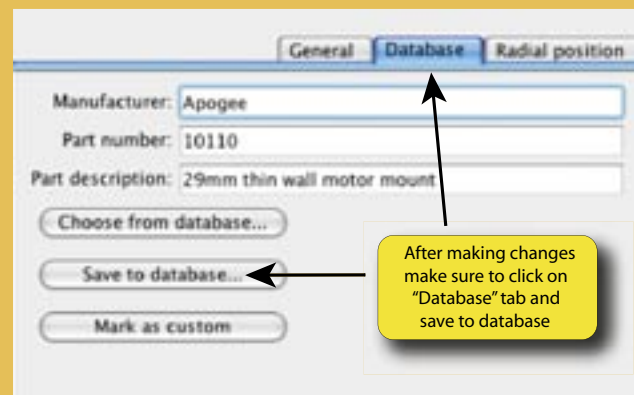 General Database Radial position
Manufacturer: Apogee
Part number: 10110
Part description: 29mm thin wall motor mount
Choose from database...
Save to database...
Mark as custom
After making changes
make sure to click on
“Database” tab and
save to database